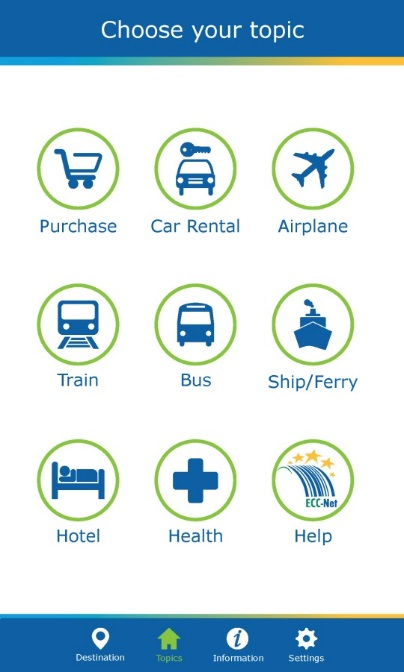 Choose your topic
Purchase
Car Rental
Airplane
Train
Bus
Ship/Ferry
Hotel
Health
ECC-Net
Help
Destination
Topics
Information
Settings